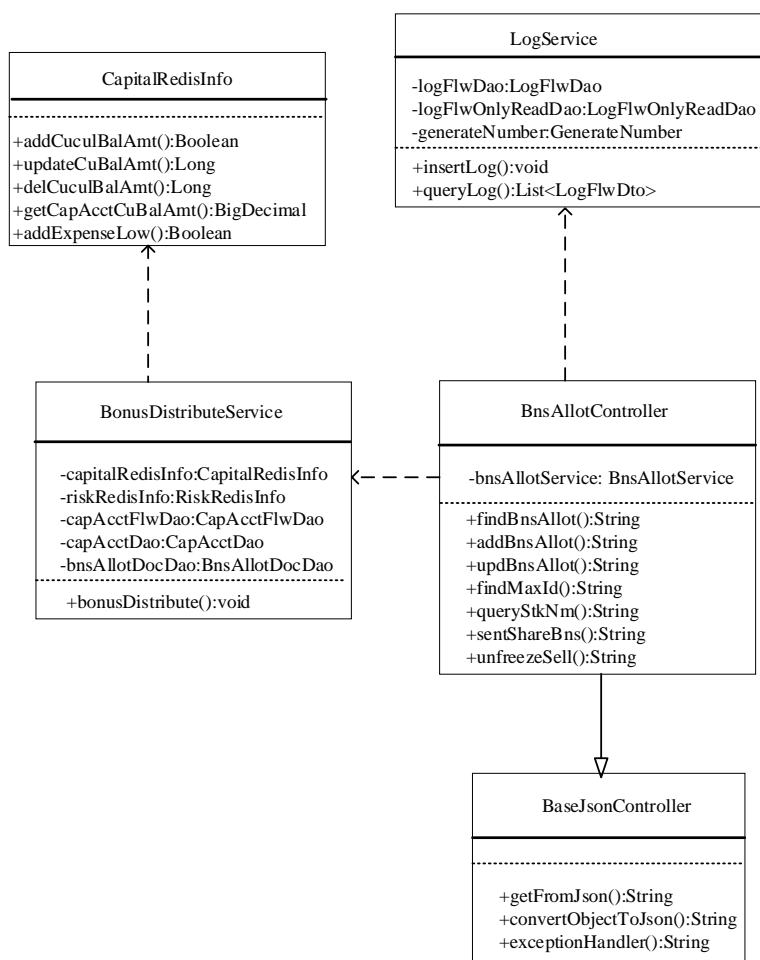 CapitalRedisInfo
+addCuculBalAmt():Boolean
+updateCuBalAmt():Long
+delCuculBalAmt():Long
+getCapAcctCuBalAmt():BigDecimal
+addExpenseLow():Boolean
LogService
-logFlwDao:LogFlwDao
-logFlwOnlyReadDao:LogFlwOnlyReadDao
-generateNumber:GenerateNumber
+insertLog():void
+queryLog():List<LogFlwDto>
BonusDistributeService
-capitalRedisInfo:CapitalRedisInfo
-riskRedisInfo:RiskRedisInfo
-capAcctFlwDao:CapAcctFlwDao
-capAcctDao:CapAcctDao
-bnsAllotDocDao:BnsAllotDocDao
+bonusDistribute():void
BnsAllotController
-bnsAllotService: BnsAllotService
+findBnsAllot():String
+addBnsAllot():String
+updBnsAllot():String
+findMaxId():String
+queryStkNm():String
+sentShareBns():String
+unfreezeSell():String
BaseJsonController
+getFromJson():String
+convertObjectToJson():String
+exceptionHandler():String